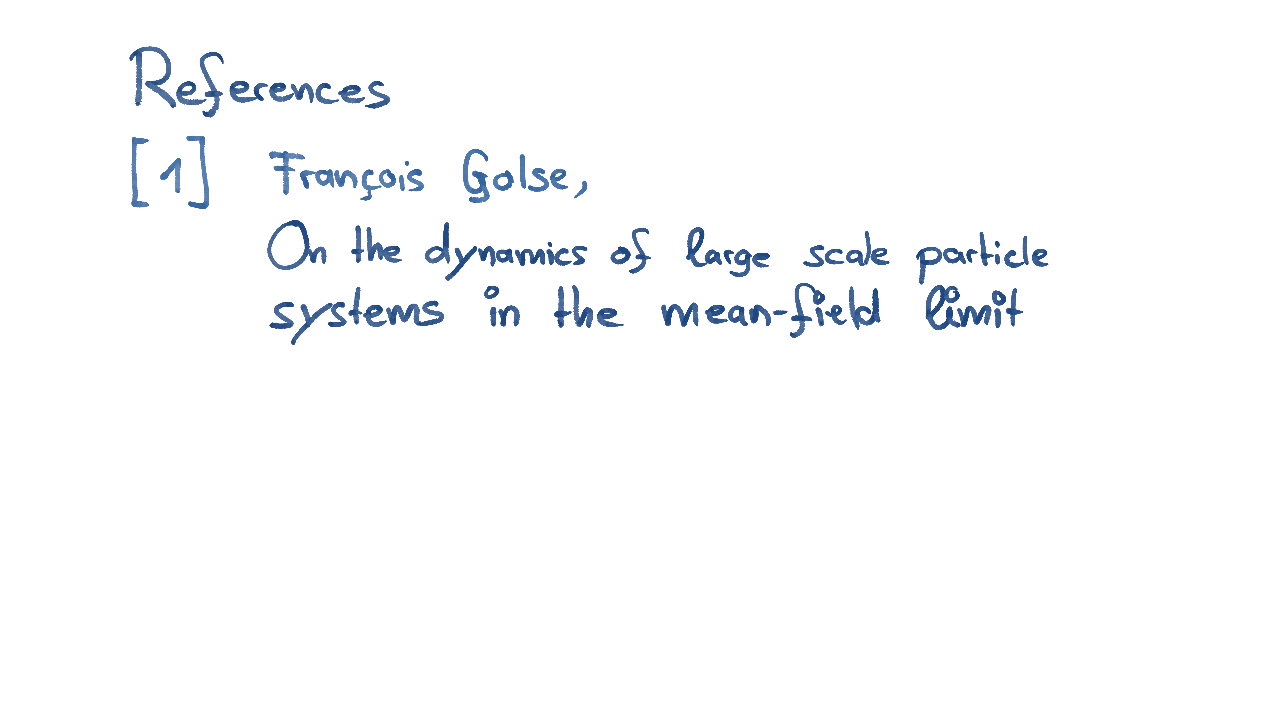 References
[1] François Golse,
On the dynamics of large scale particle
systems in the mean-field limit